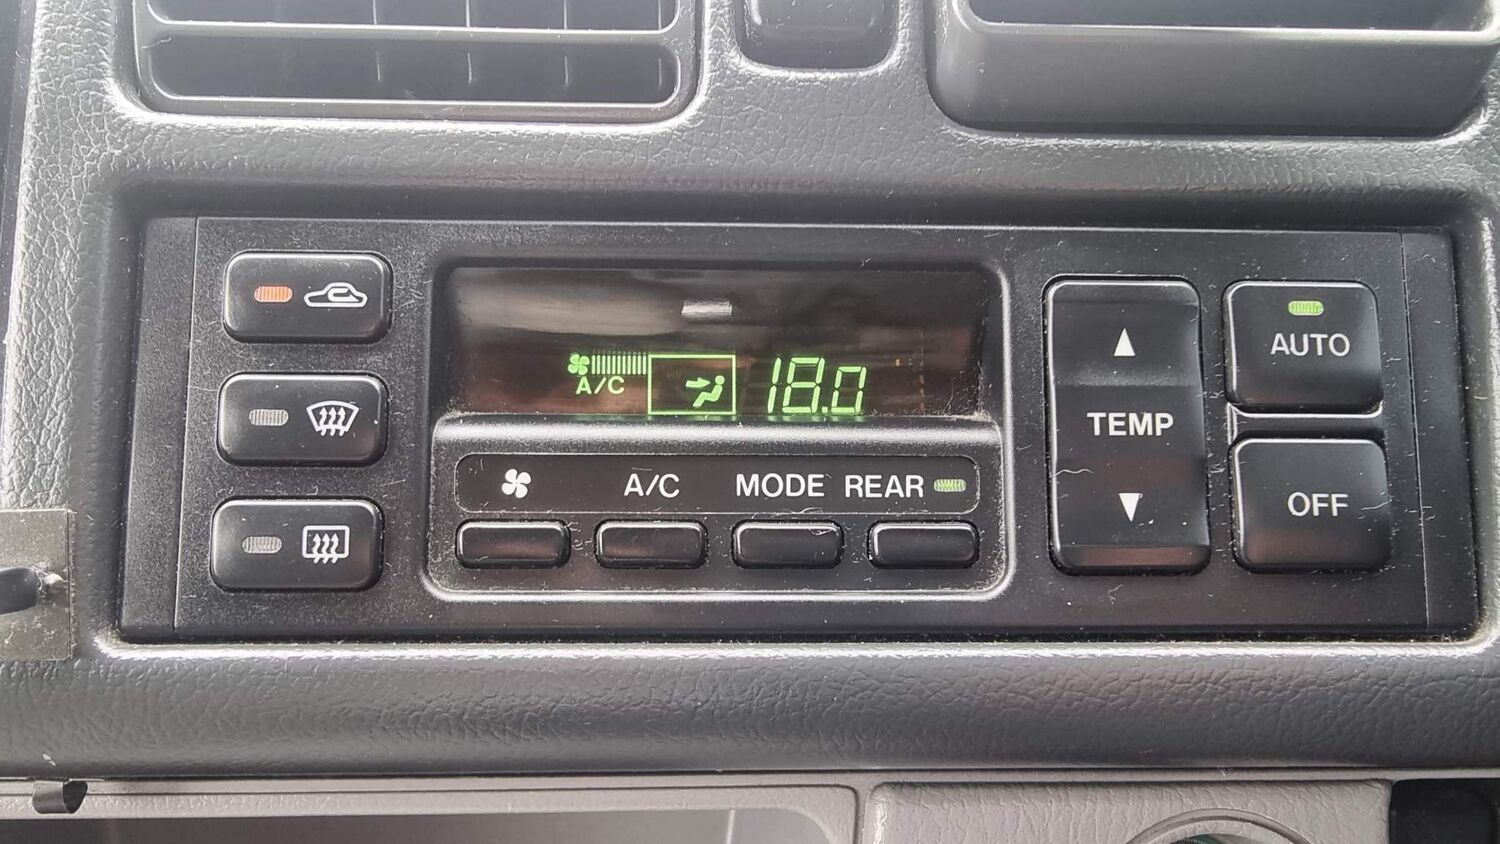 A/C 18.0
A/C MODE REAR
TEMP
AUTO
OFF